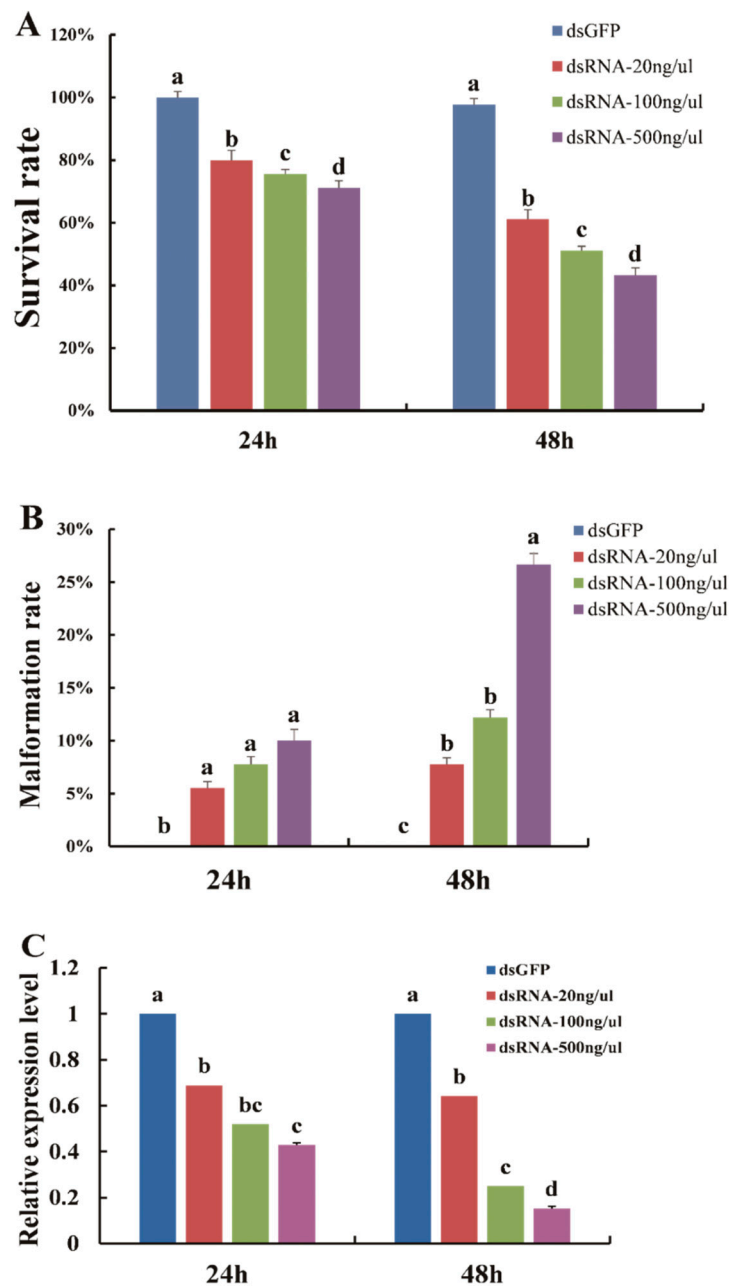 A
Survival rate
120%
100%
80%
60%
40%
20%
0%
dsGFP
dsRNA-20ng/ul
dsRNA-100ng/ul
dsRNA-500ng/ul
a
b
c
d
a
b
c
d
24h
48h
B
Malformation rate
30%
25%
20%
15%
10%
5%
0%
dsGFP
dsRNA-20ng/ul
dsRNA-100ng/ul
dsRNA-500ng/ul
b
a
a
a
c
b
b
a
24h
48h
C
Relative expression level
1.2
1
0.8
0.6
0.4
0.2
0
dsGFP
dsRNA-20ng/ul
dsRNA-100ng/ul
dsRNA-500ng/ul
a
b
bc
c
a
b
c
d
24h
48h